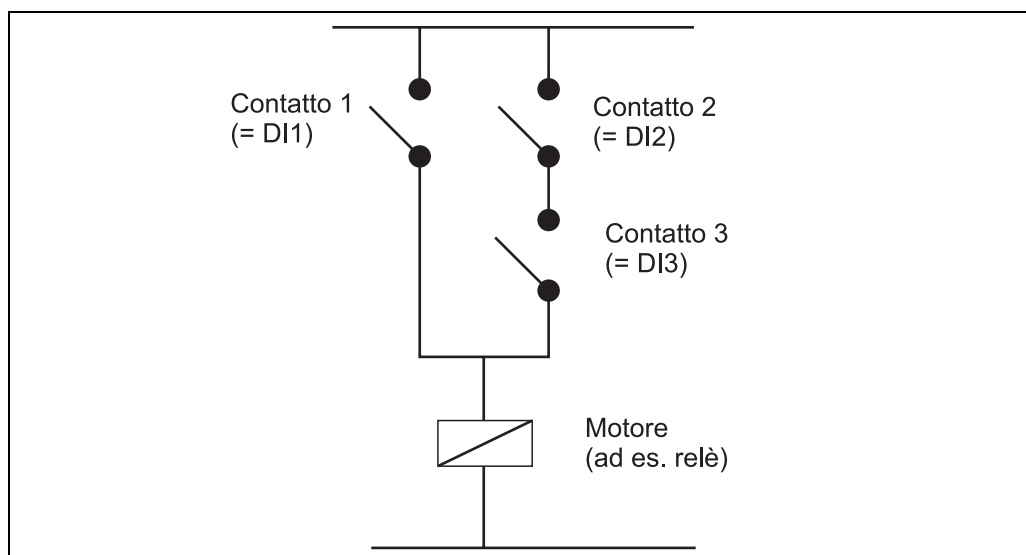 Contatto 1
(= DI1)
Contatto 2
(= DI2)
Contatto 3
(= DI3)
Motore
(ad es. relè)